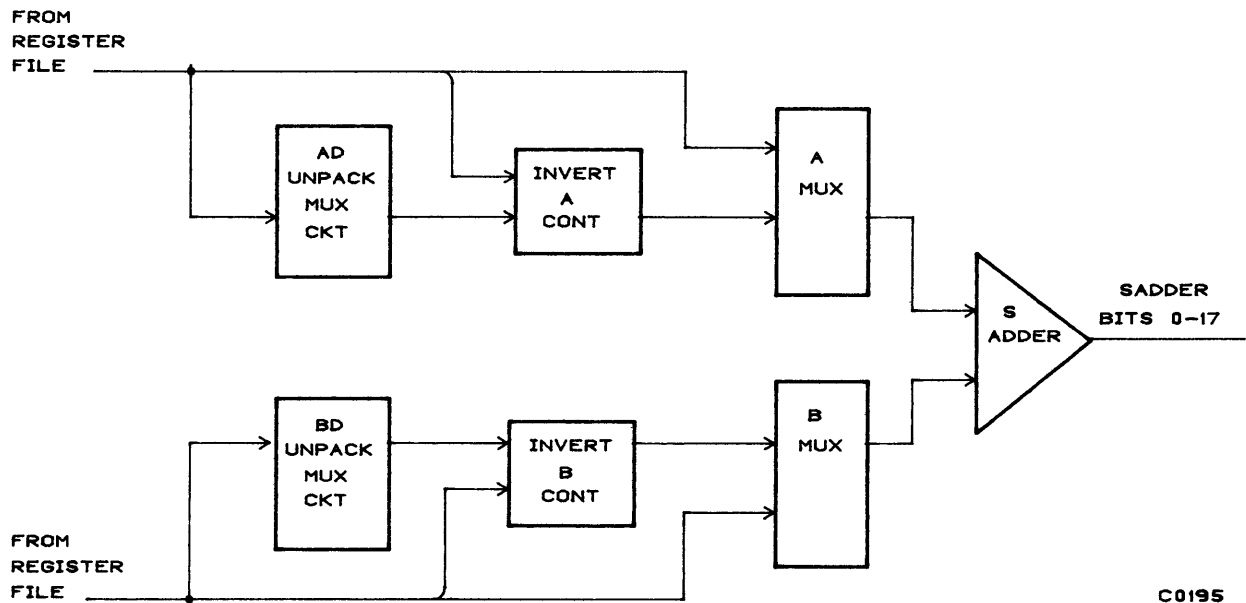 FROM
REGISTER
FILE
AD
UNPACK
MUX
CKT
INVERT
A
CONT
A
MUX
S
ADDER
SADDER
BITS 0-17
BD
UNPACK
MUX
CKT
INVERT
B
CONT
B
MUX
FROM
REGISTER
FILE
C0195